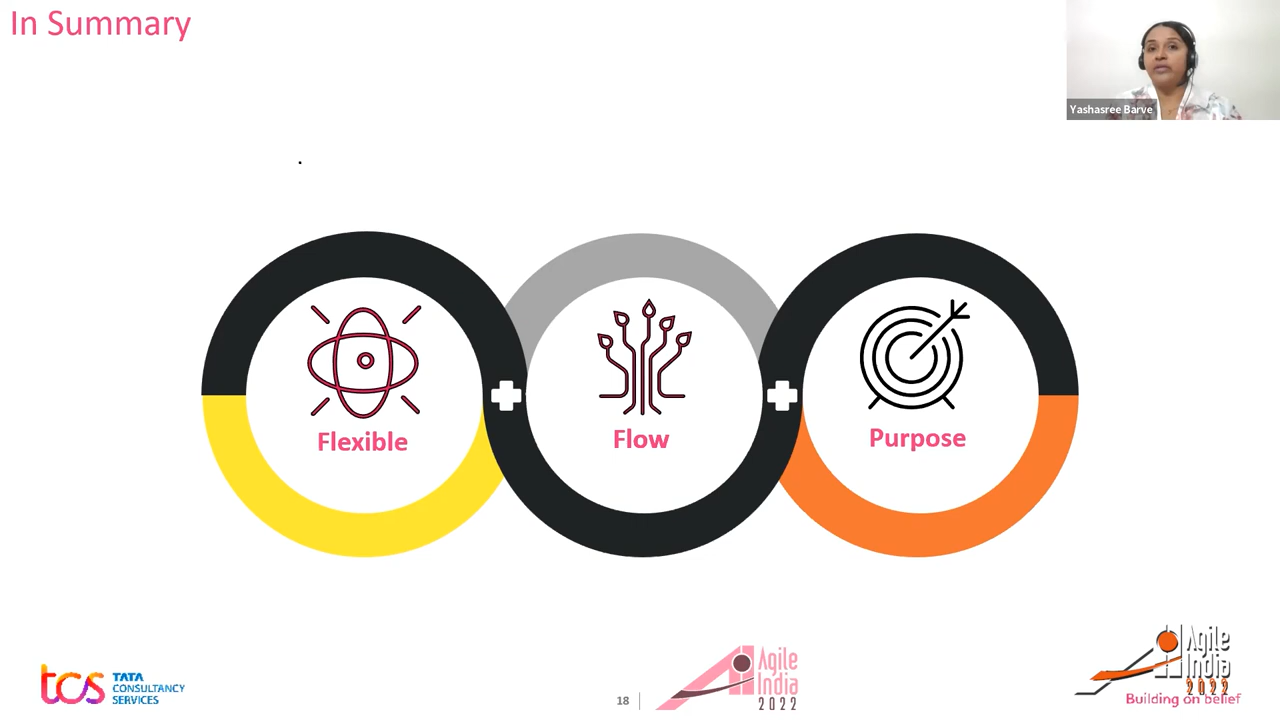 In Summary
Yashasree Barve
.
Flexible
Flow
Purpose
tcs TATA
CONSULTANCY
SERVICES
18
Agile
India
2022
Agile
India
2022
Building on belief